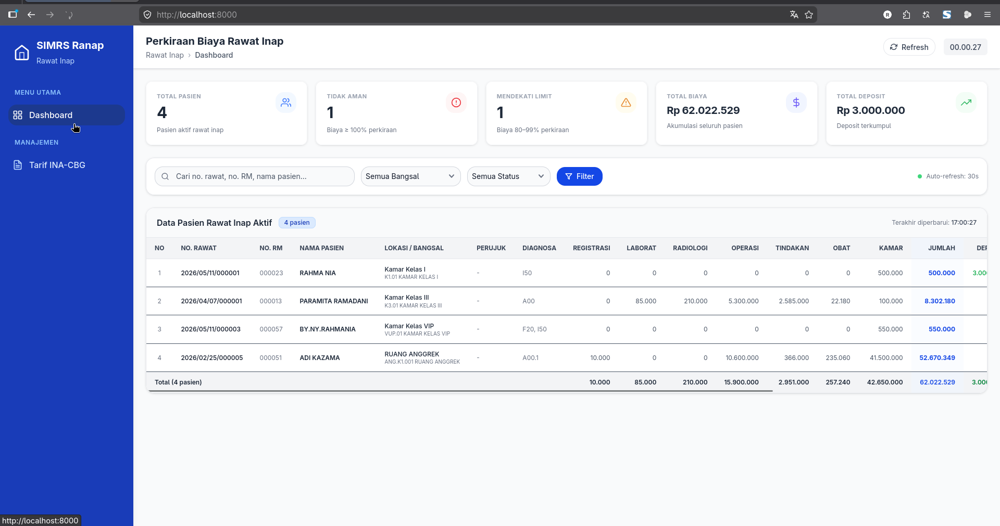 http://localhost:8000
R
SIMRS Ranap
Rawat Inap
MENU UTAMA
Dashboard
MANAJEMEN
Tarif INA-CBG
Perkiraan Biaya Rawat Inap
Rawat Inap › Dashboard
Refresh
00.00.27
TOTAL PASIEN
4
Pasien aktif rawat inap
TIDAK AMAN
1
Biaya ≥ 100% perkiraan
MENDEKATI LIMIT
1
Biaya 80–99% perkiraan
TOTAL BIAYA
Rp 62.022.529
Akumulasi seluruh pasien
TOTAL DEPOSIT
Rp 3.000.000
Deposit terkumpul
Cari no. rawat, no. RM, nama pasien...
Semua Bangsal
Semua Status
Filter
Auto-refresh: 30s
Data Pasien Rawat Inap Aktif 4 pasien
Terakhir diperbarui: 17:00:27
NO NO. RAWAT NO. RM NAMA PASIEN LOKASI / BANGSAL PERUJUK DIAGNOSA REGISTRASI LABORAT RADIOLOGI OPERASI TINDAKAN OBAT KAMAR JUMLAH DEP
1 2026/05/11/000001 000023 RAHMA NIA Kamar Kelas I - I50 0 0 0 0 0 0 500.000 500.000 3.000
K1.01 KAMAR KELAS I
2 2026/04/07/000001 000013 PARAMITA RAMADANI Kamar Kelas III - A00 0 85.000 210.000 5.300.000 2.585.000 22.180 100.000 8.302.180
K3.01 KAMAR KELAS III
3 2026/05/11/000003 000057 BY.NY.RAHMANIA Kamar Kelas VIP - F20, I50 0 0 0 0 0 0 550.000 550.000
VUP.01 KAMAR KELAS VIP
4 2026/02/25/000005 000051 ADI KAZAMA RUANG ANGGREK - A00.1 10.000 0 0 10.600.000 366.000 235.060 41.500.000 52.670.349
ANG.K1.001 RUANG ANGGREK
Total (4 pasien) 10.000 85.000 210.000 15.900.000 2.951.000 257.240 42.650.000 62.022.529 3.000
http://localhost:8000